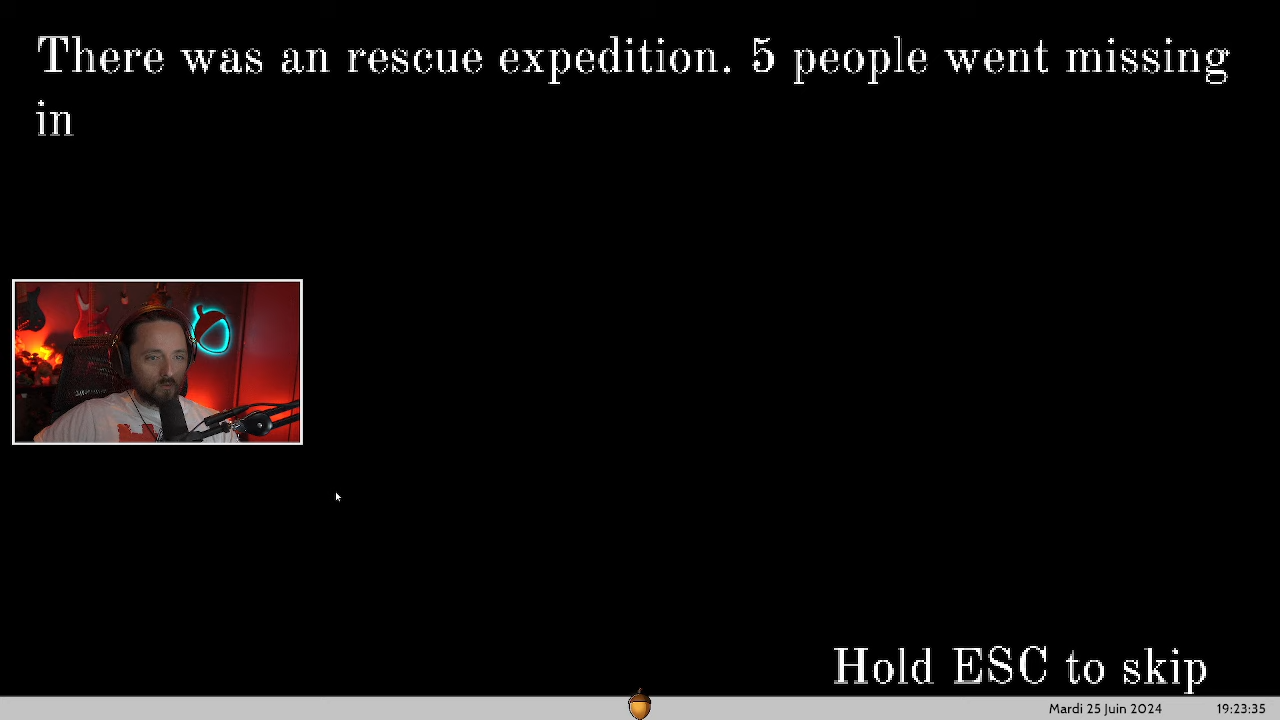 There was an rescue expedition. 5 people went missing
in
Hold ESC to skip
Mardi 25 Juin 2024 19:23:35